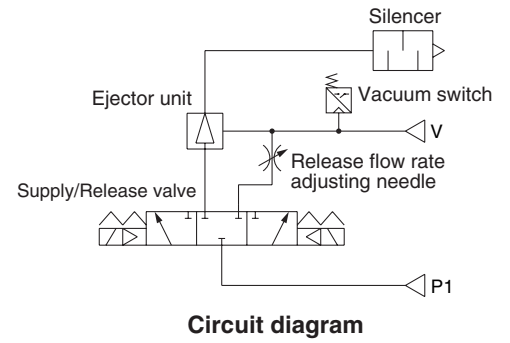 Silencer
Ejector unit
Vacuum switch
V
Release flow rate
adjusting needle
Supply/Release valve
P1
Circuit diagram